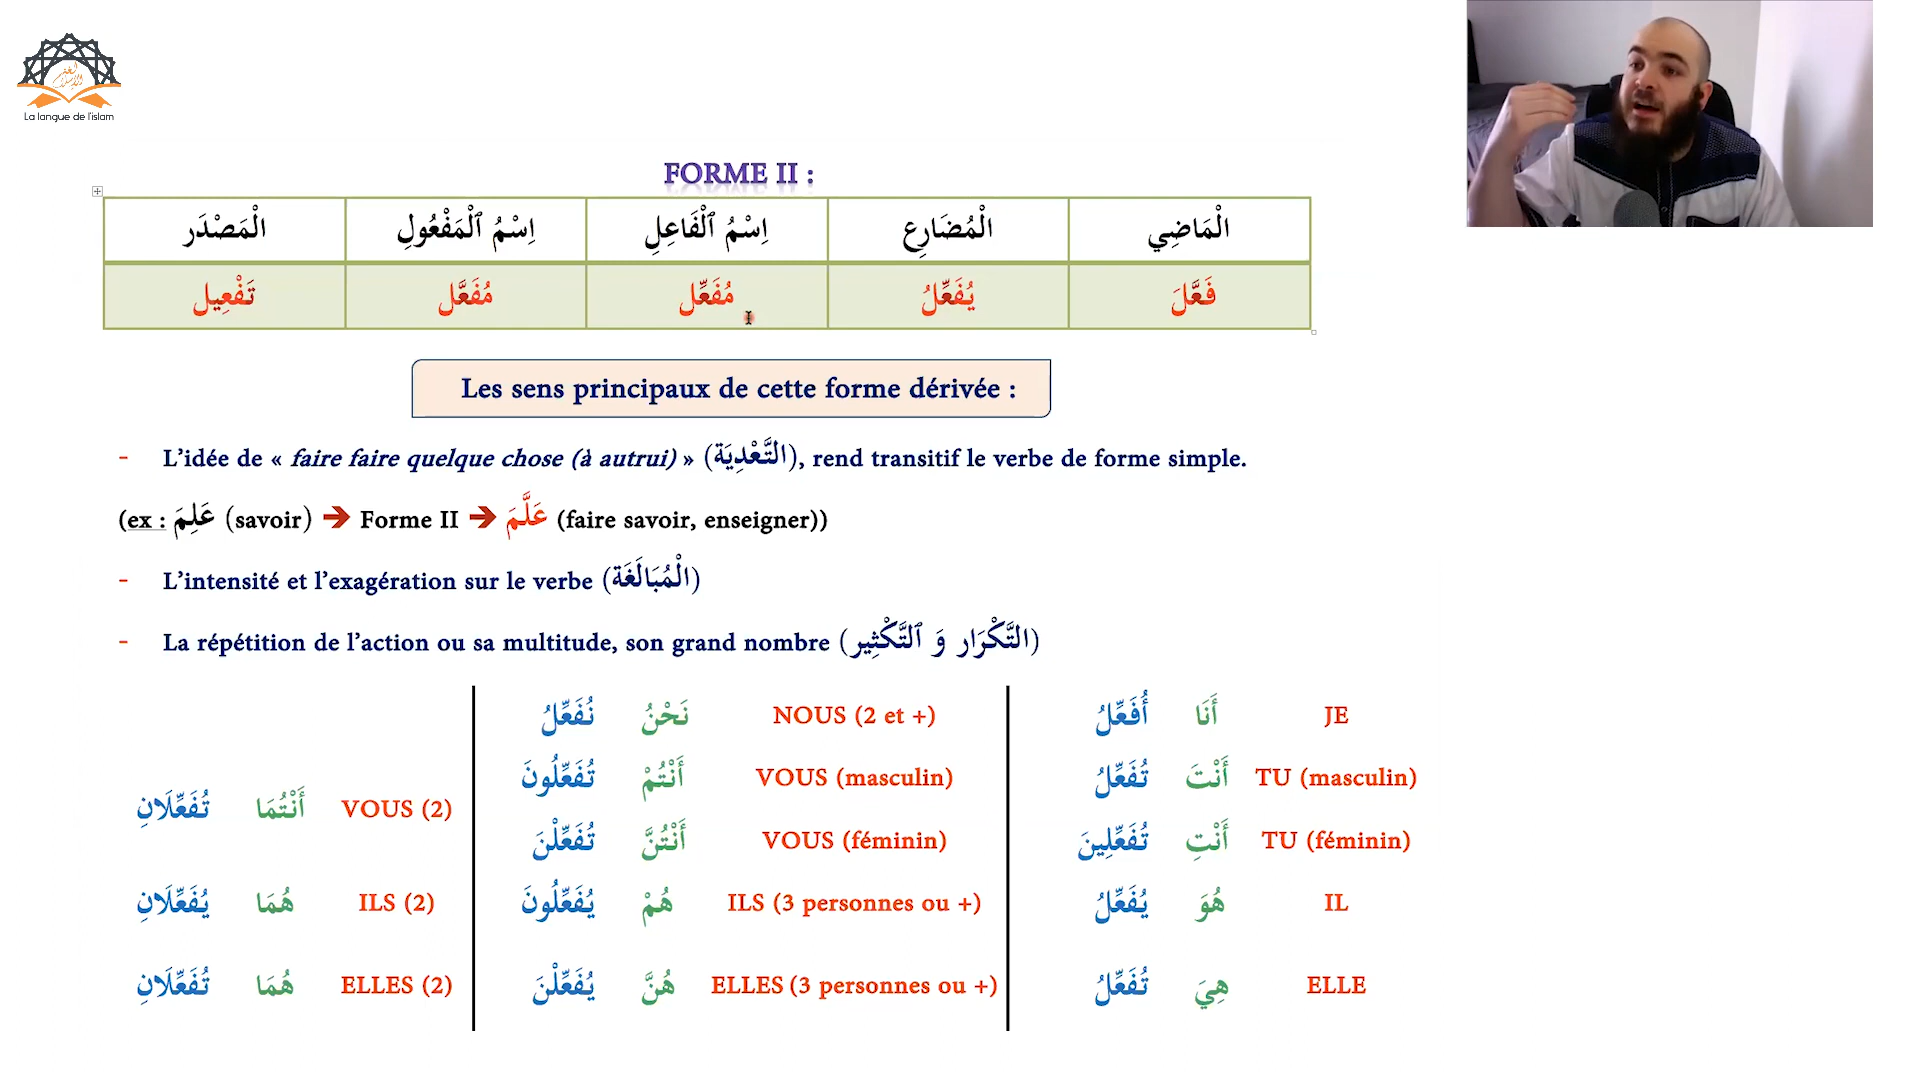 La langue de l'islam
FORME II :
الْمَاضِي الْمُضَارِع اِسْمُ ٱلْفَاعِلِ اِسْمُ ٱلْمَفْعُولِ الْمَصْدَر
فَعَّلَ يُفَعِّلُ مُفَعِّل مُفَعَّل تَفْعِيل
Les sens principaux de cette forme dérivée :
- L'idée de « faire faire quelque chose (à autrui) » (التَّعْدِيَة), rend transitif le verbe de forme simple.
(ex : عَلِمَ (savoir) ➔ Forme II ➔ عَلَّمَ (faire savoir, enseigner))
- L'intensité et l'exagération sur le verbe (الْمُبَالَغَة)
- La répétition de l'action ou sa multitude, son grand nombre (التَّكْرَار وَ ٱلتَّكْثِير)
JE أَنَا أُفَعِّلُ
TU (masculin) أَنْتَ تُفَعِّلُ
TU (féminin) أَنْتِ تُفَعِّلِينَ
IL هُوَ يُفَعِّلُ
ELLE هِيَ تُفَعِّلُ
NOUS (2 et +) نَحْنُ نُفَعِّلُ
VOUS (masculin) أَنْتُمْ تُفَعِّلُونَ
VOUS (féminin) أَنْتُنَّ تُفَعِّلْنَ
ILS (3 personnes ou +) هُمْ يُفَعِّلُونَ
ELLES (3 personnes ou +) هُنَّ يُفَعِّلْنَ
VOUS (2) أَنْتُمَا تُفَعِّلَانِ
ILS (2) هُمَا يُفَعِّلَانِ
ELLES (2) هُمَا تُفَعِّلَانِ